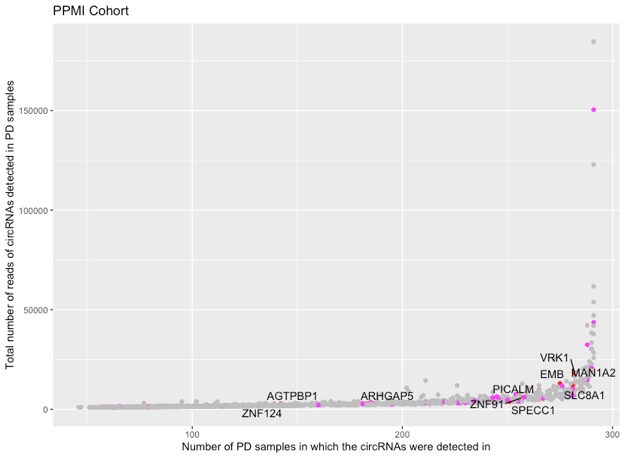 PPMI Cohort
Total number of reads of circRNAs detected in PD samples
150000
100000
50000
0
VRK1
EMB
MAN1A2
PICALM
SLC8A1
AGTPBP1
ARHGAP5
ZNF91
SPECC1
ZNF124
100
200
300
Number of PD samples in which the circRNAs were detected in